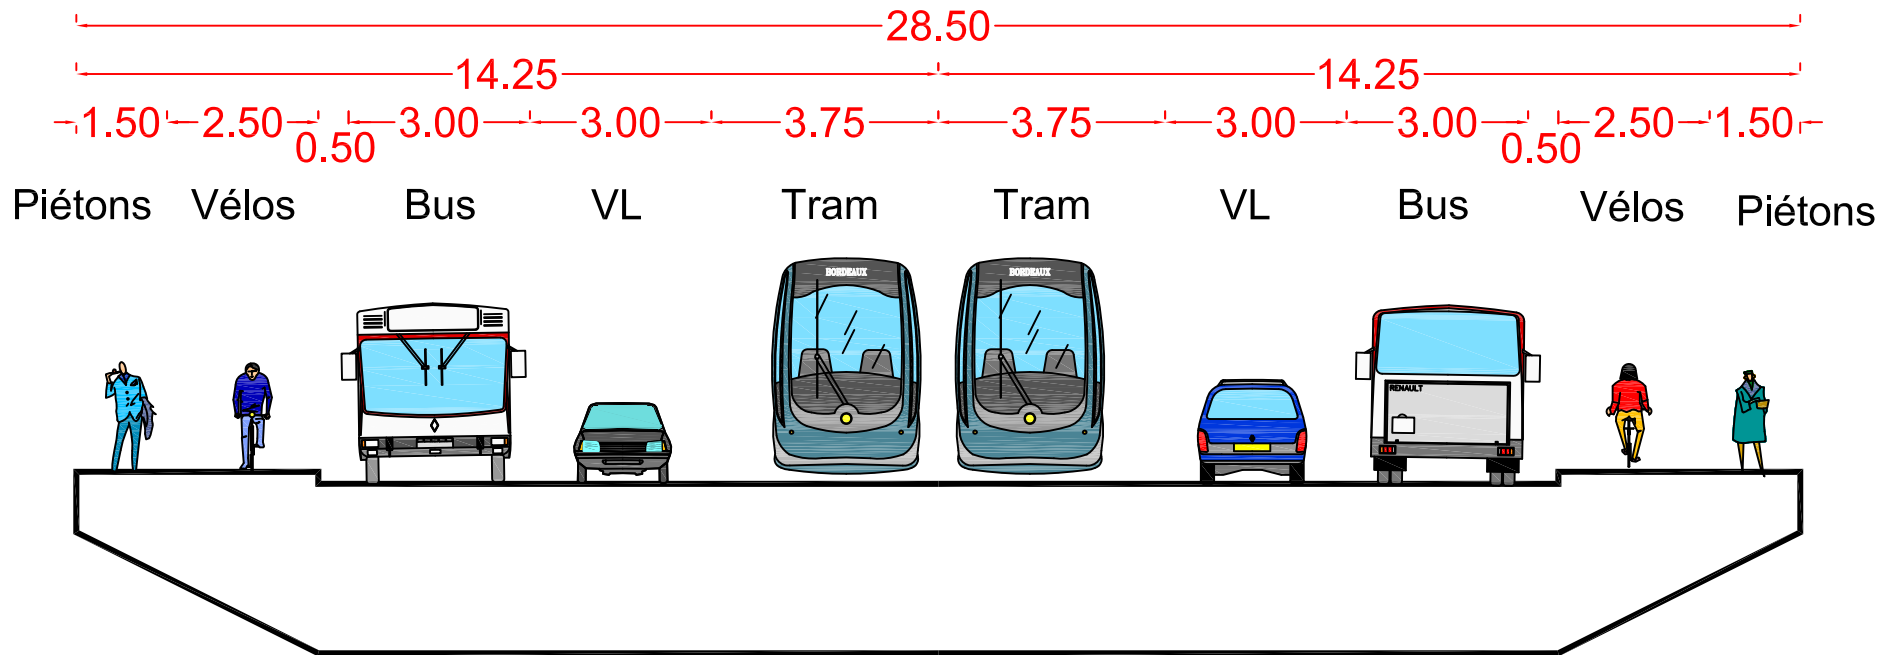 28.50
14.25 14.25
1.50 2.50 3.00 3.00 3.75 3.75 3.00 3.00 2.50 1.50
0.50 0.50
Piétons Vélos Bus VL Tram Tram VL Bus Vélos Piétons
BORDEAUX BORDEAUX
RENAULT